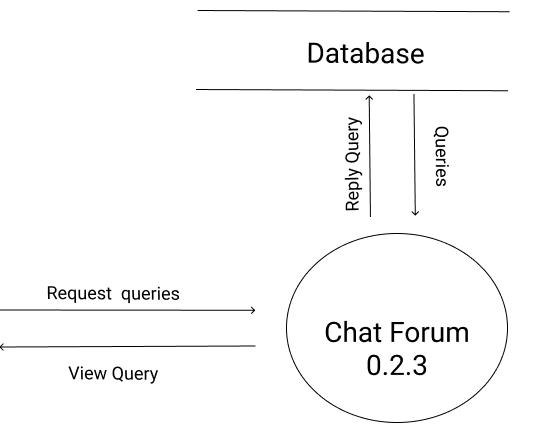 Database
Reply Query
Queries
Request queries
View Query
Chat Forum
0.2.3